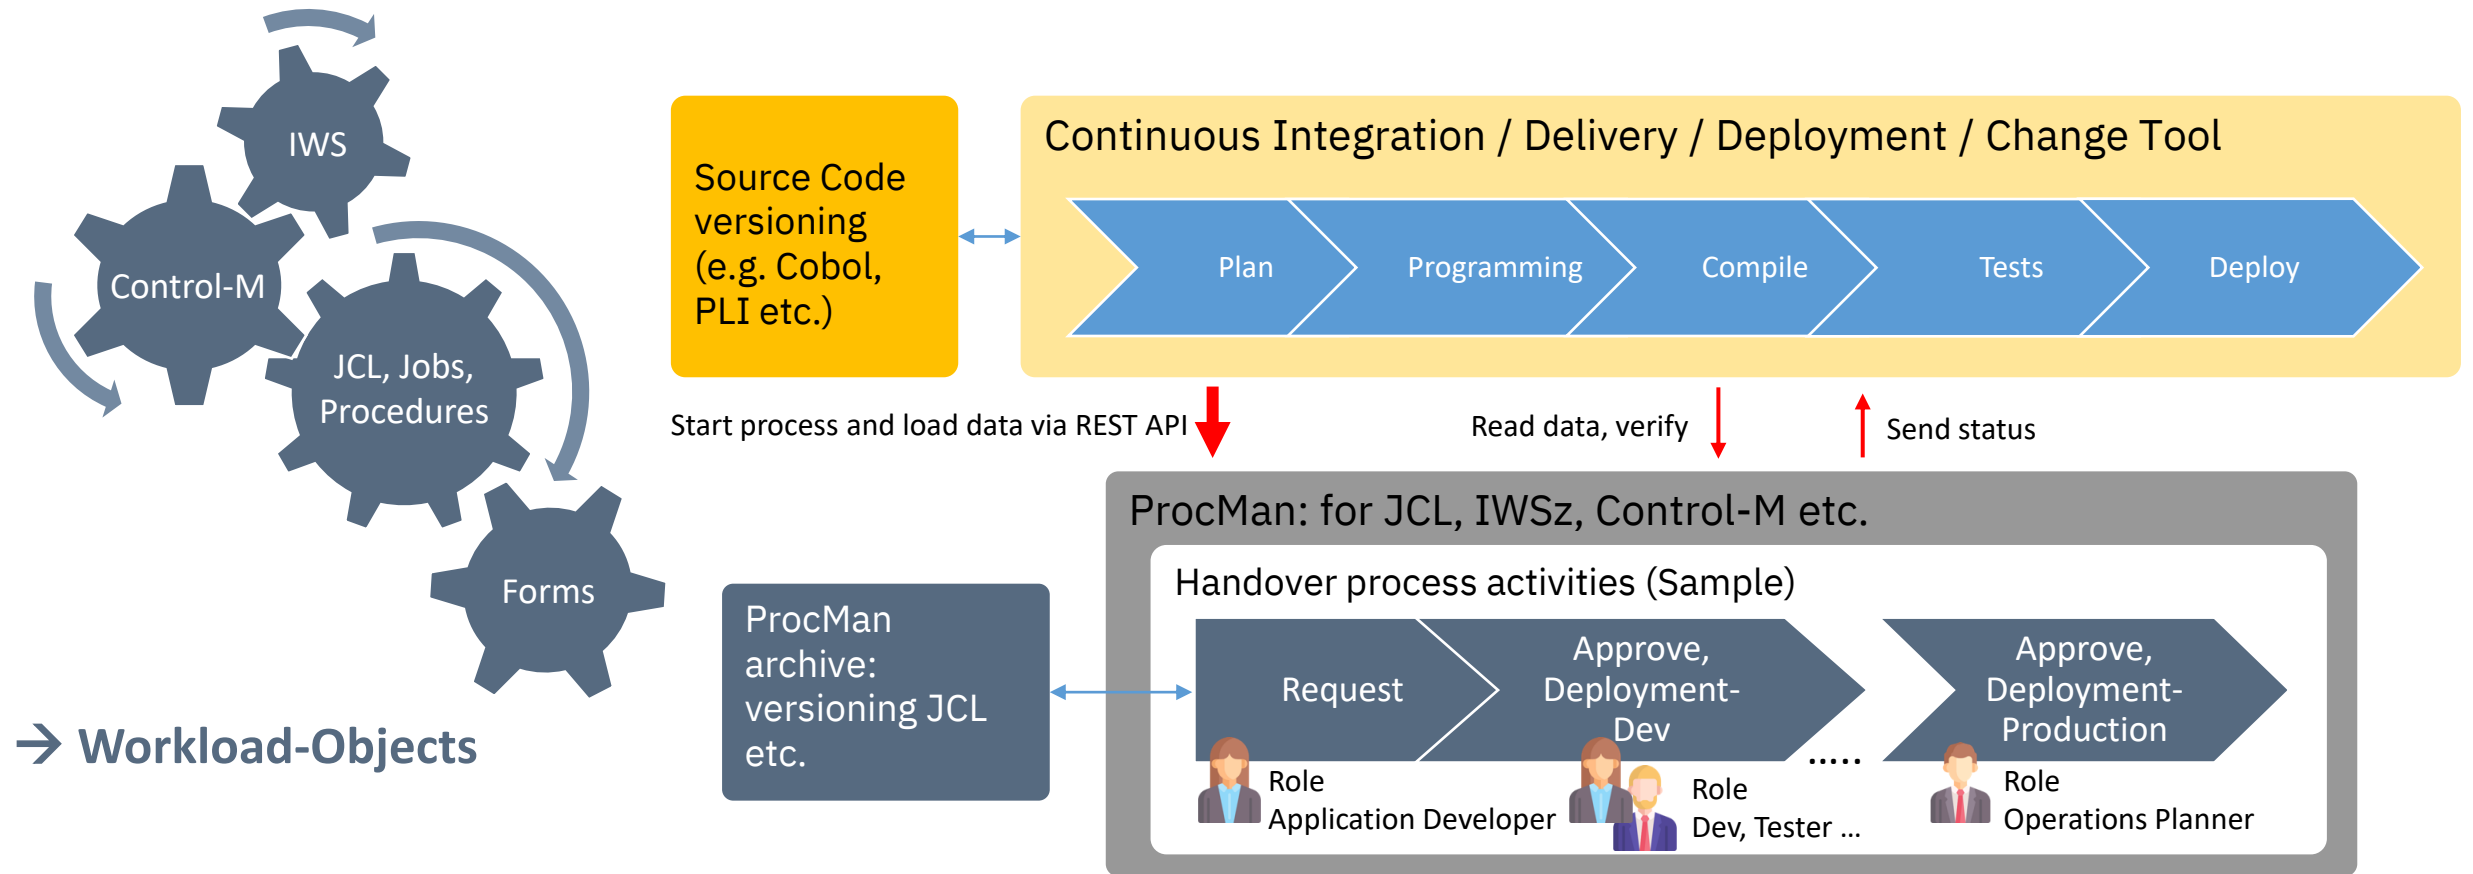 IWS
Control-M
JCL, Jobs,
Procedures
Forms
→ Workload-Objects
Source Code
versioning
(e.g. Cobol,
PLI etc.)
Continuous Integration / Delivery / Deployment / Change Tool
Plan
Programming
Compile
Tests
Deploy
Start process and load data via REST API
Read data, verify
Send status
ProcMan: for JCL, IWSz, Control-M etc.
Handover process activities (Sample)
ProcMan
archive:
versioning JCL
etc.
Request
Approve,
Deployment-
Dev
.....
Approve,
Deployment-
Production
Role
Application Developer
Role
Dev, Tester ...
Role
Operations Planner